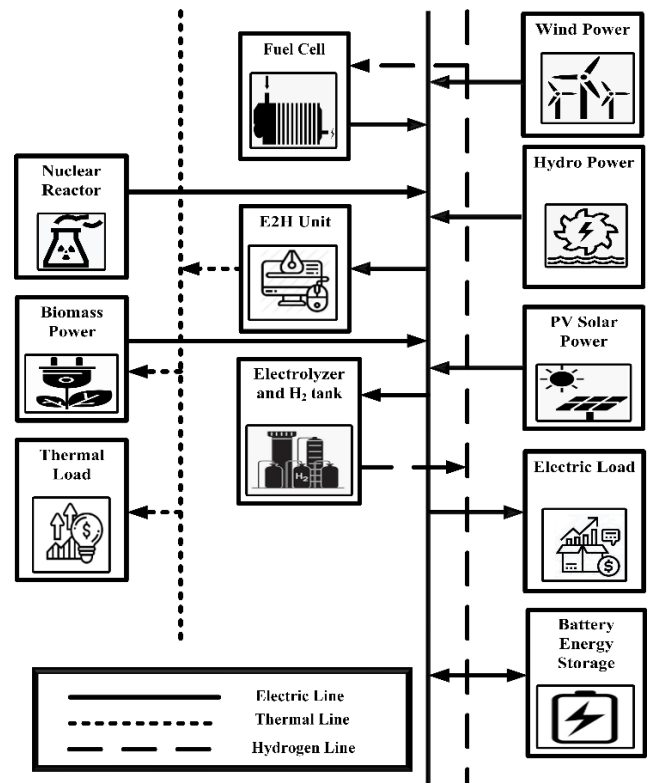 Fuel Cell
Wind Power
Nuclear
Reactor
Hydro Power
E2H Unit
Biomass
Power
PV Solar
Power
Electrolyzer
and H₂ tank
H₂
Thermal
Load
Electric Load
Battery
Energy
Storage
Electric Line
Thermal Line
Hydrogen Line